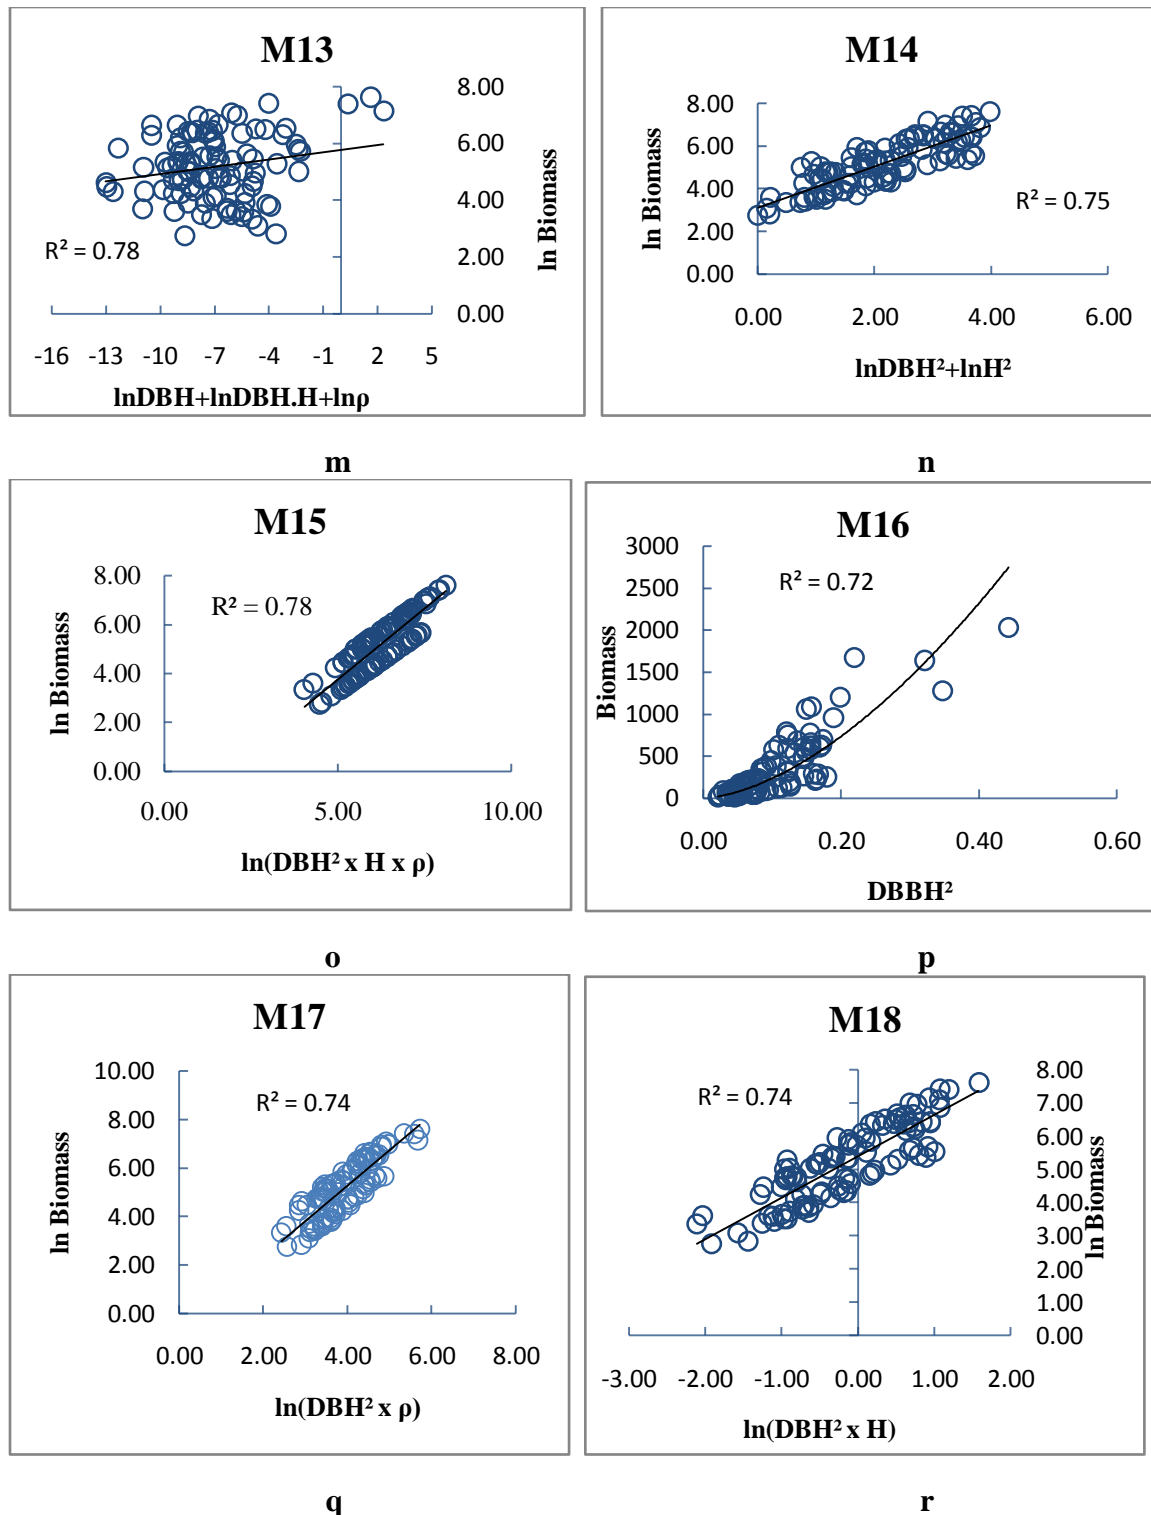 M13
8.00
6.00
4.00
2.00
0.00
ln Biomass
R² = 0.78
-16 -13 -10 -7 -4 -1 2 5
lnDBH+lnDBH.H+lnρ
m
M14
8.00
6.00
4.00
2.00
0.00
ln Biomass
R² = 0.75
0.00 2.00 4.00 6.00
lnDBH²+lnH²
n
M15
8.00
6.00
4.00
2.00
0.00
ln Biomass
R² = 0.78
0.00 5.00 10.00
ln(DBH² x H x ρ)
o
M16
3000
2500
2000
1500
1000
500
0
Biomass
R² = 0.72
0.00 0.20 0.40 0.60
DBBH²
p
M17
10.00
8.00
6.00
4.00
2.00
0.00
ln Biomass
R² = 0.74
0.00 2.00 4.00 6.00 8.00
ln(DBH² x ρ)
q
M18
8.00
7.00
6.00
5.00
4.00
3.00
2.00
1.00
0.00
ln Biomass
R² = 0.74
-3.00 -2.00 -1.00 0.00 1.00 2.00
ln(DBH² x H)
r